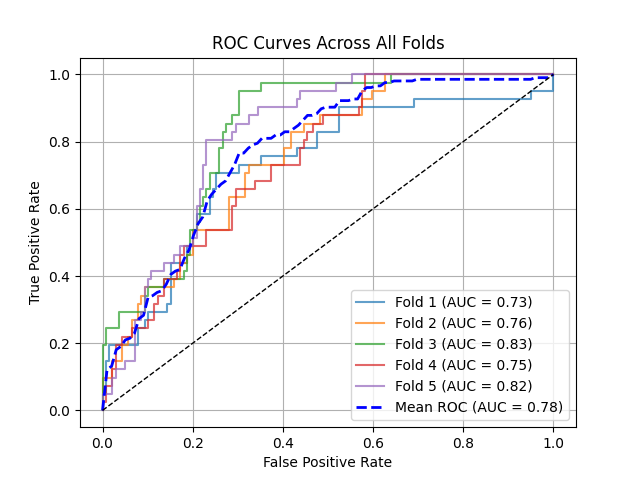 ROC Curves Across All Folds
True Positive Rate
1.0
0.8
0.6
0.4
0.2
0.0
Fold 1 (AUC = 0.73)
Fold 2 (AUC = 0.76)
Fold 3 (AUC = 0.83)
Fold 4 (AUC = 0.75)
Fold 5 (AUC = 0.82)
Mean ROC (AUC = 0.78)
0.0 0.2 0.4 0.6 0.8 1.0
False Positive Rate